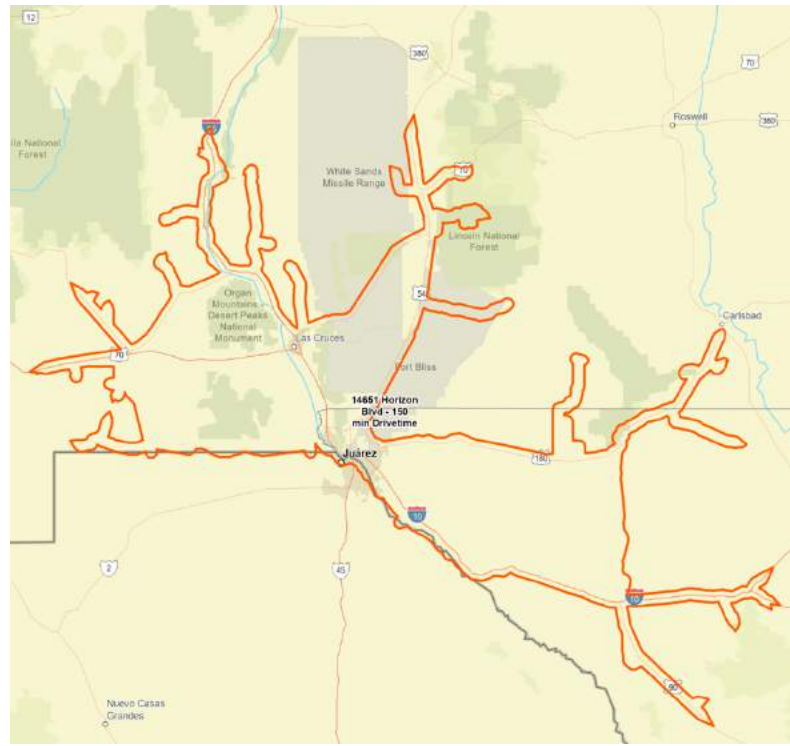 12
380
70
Roswell
380
25
ila National
Forest
White Sands
Missile Range
70
Lincoln National
Forest
Organ
Mountains -
Desert Peaks
National
Monument
54
Carlsbad
Las Cruces
70
Fort Bliss
14651 Horizon
Blvd - 150
min Drivetime
Juárez
180
10
2
45
10
90
Nuevo Casas
Grandes